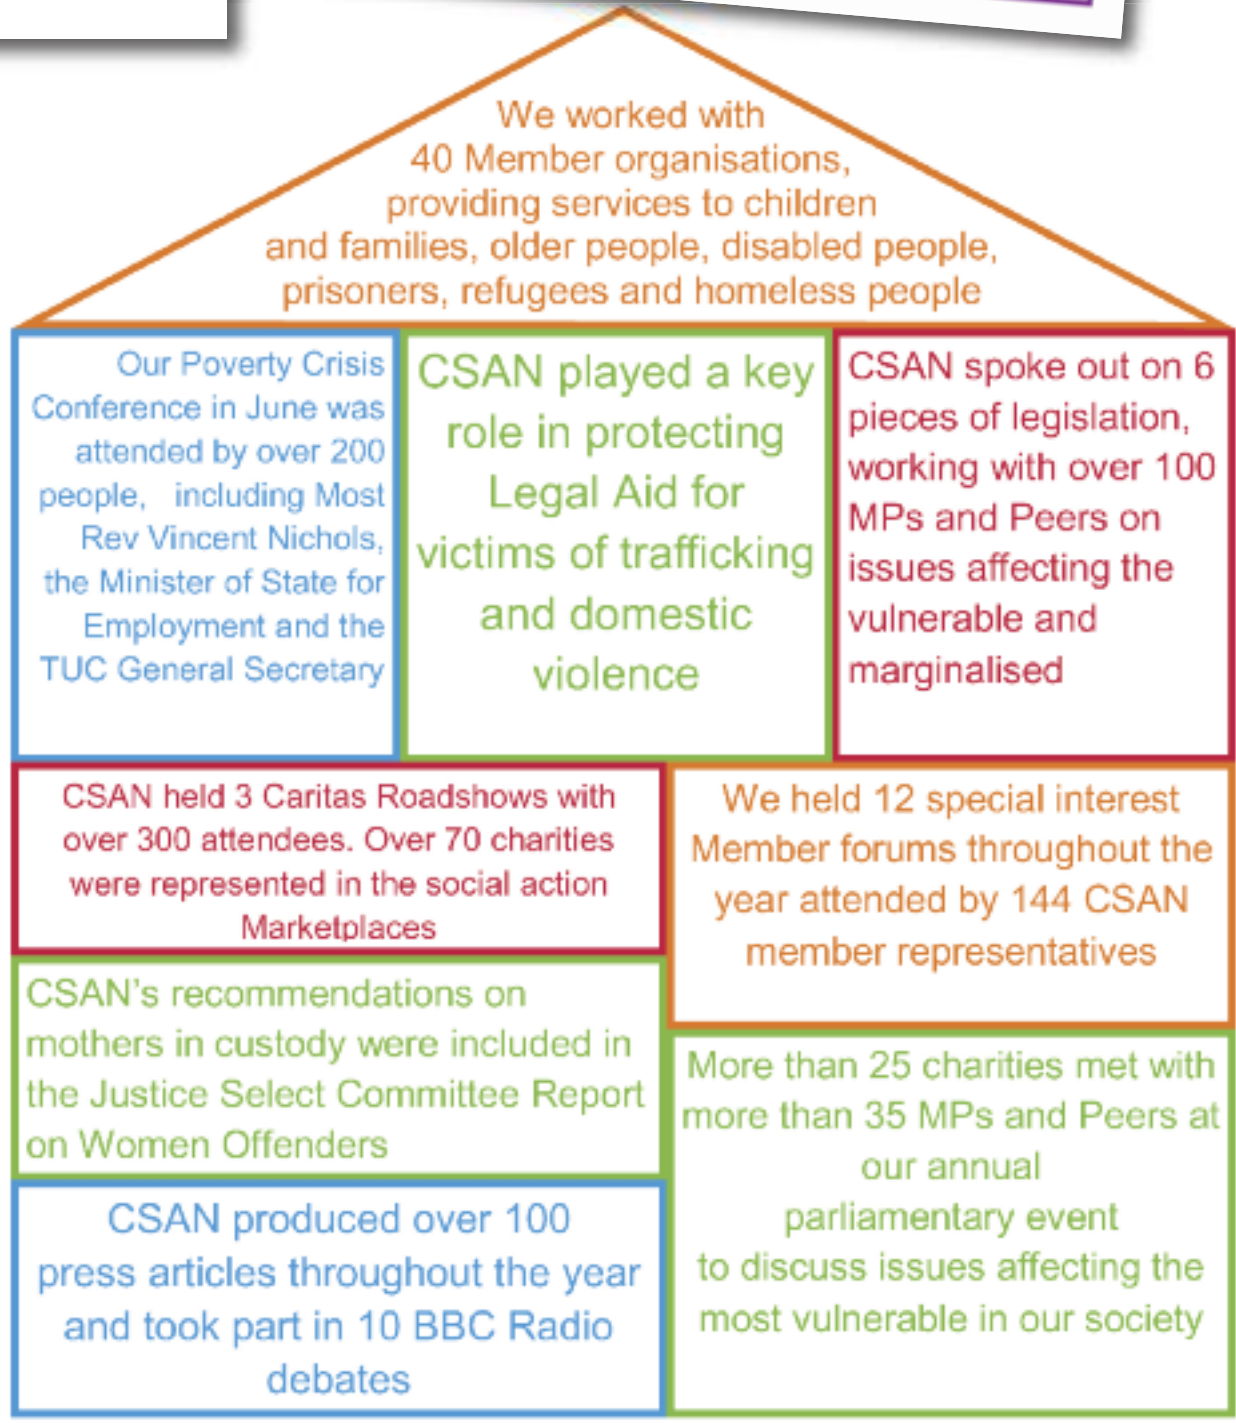 We worked with
40 Member organisations,
providing services to children
and families, older people, disabled people,
prisoners, refugees and homeless people
Our Poverty Crisis
Conference in June was
attended by over 200
people, including Most
Rev Vincent Nichols,
the Minister of State for
Employment and the
TUC General Secretary
CSAN played a key
role in protecting
Legal Aid for
victims of trafficking
and domestic
violence
CSAN spoke out on 6
pieces of legislation,
working with over 100
MPs and Peers on
issues affecting the
vulnerable and
marginalised
CSAN held 3 Caritas Roadshows with
over 300 attendees. Over 70 charities
were represented in the social action
Marketplaces
We held 12 special interest
Member forums throughout the
year attended by 144 CSAN
member representatives
CSAN's recommendations on
mothers in custody were included in
the Justice Select Committee Report
on Women Offenders
More than 25 charities met with
more than 35 MPs and Peers at
our annual
parliamentary event
to discuss issues affecting the
most vulnerable in our society
CSAN produced over 100
press articles throughout the year
and took part in 10 BBC Radio
debates